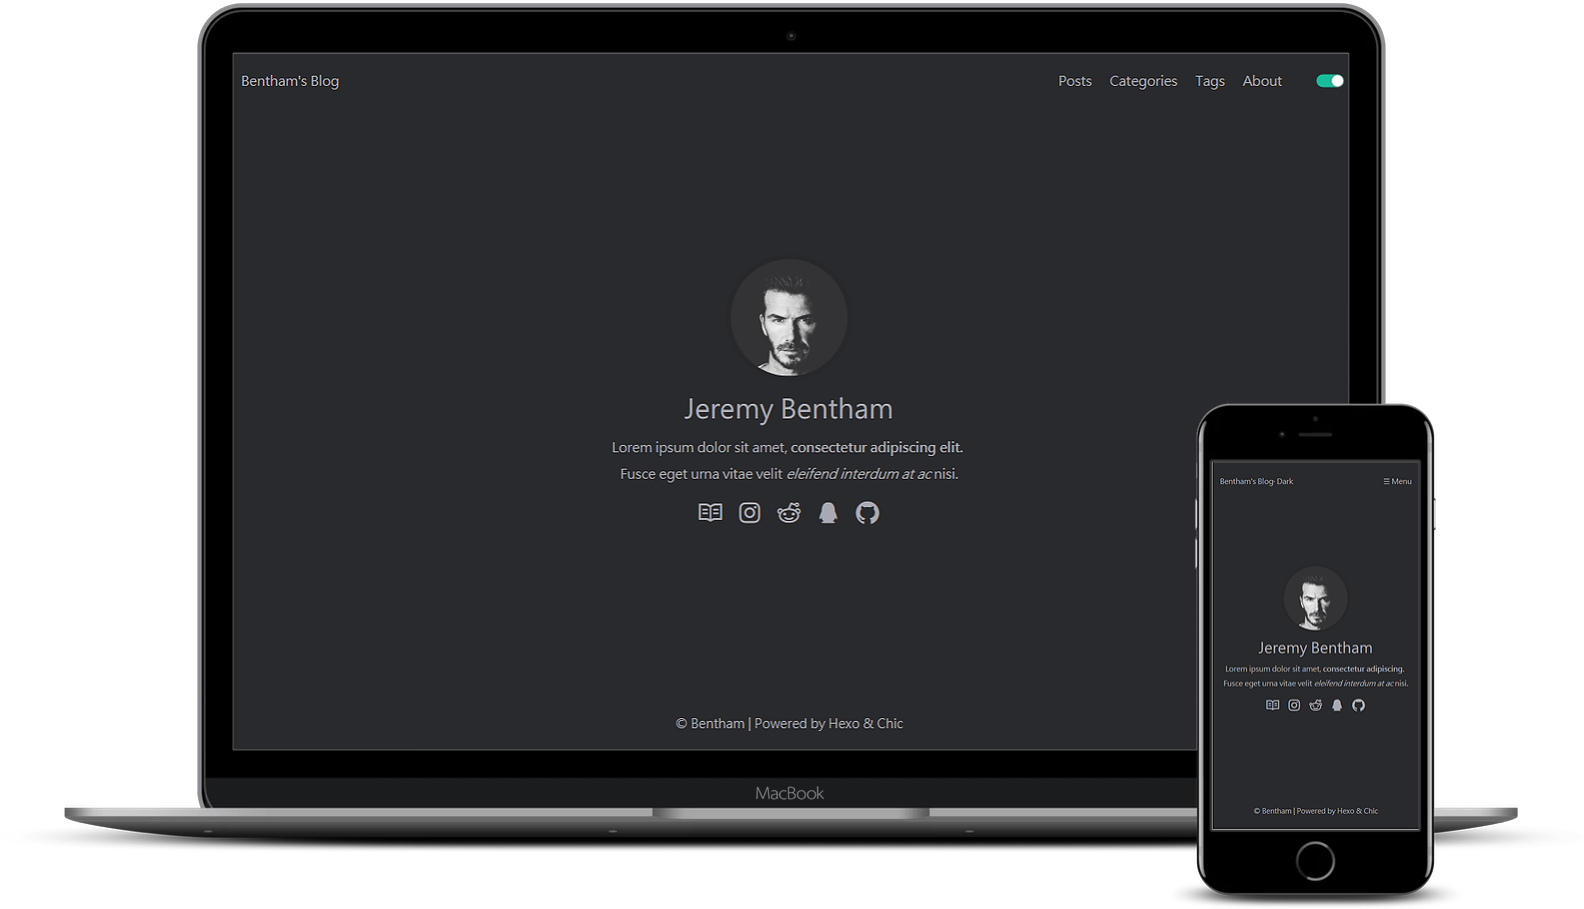 Bentham's Blog
Posts Categories Tags About
Jeremy Bentham
Lorem ipsum dolor sit amet, consectetur adipiscing elit.
Fusce eget urna vitae velit eleifend interdum at ac nisi.
© Bentham | Powered by Hexo & Chic
MacBook
Bentham's Blog· Dark
☰ Menu
Jeremy Bentham
Lorem ipsum dolor sit amet, consectetur adipiscing.
Fusce eget urna vitae velit eleifend interdum at ac nisi.
© Bentham | Powered by Hexo & Chic